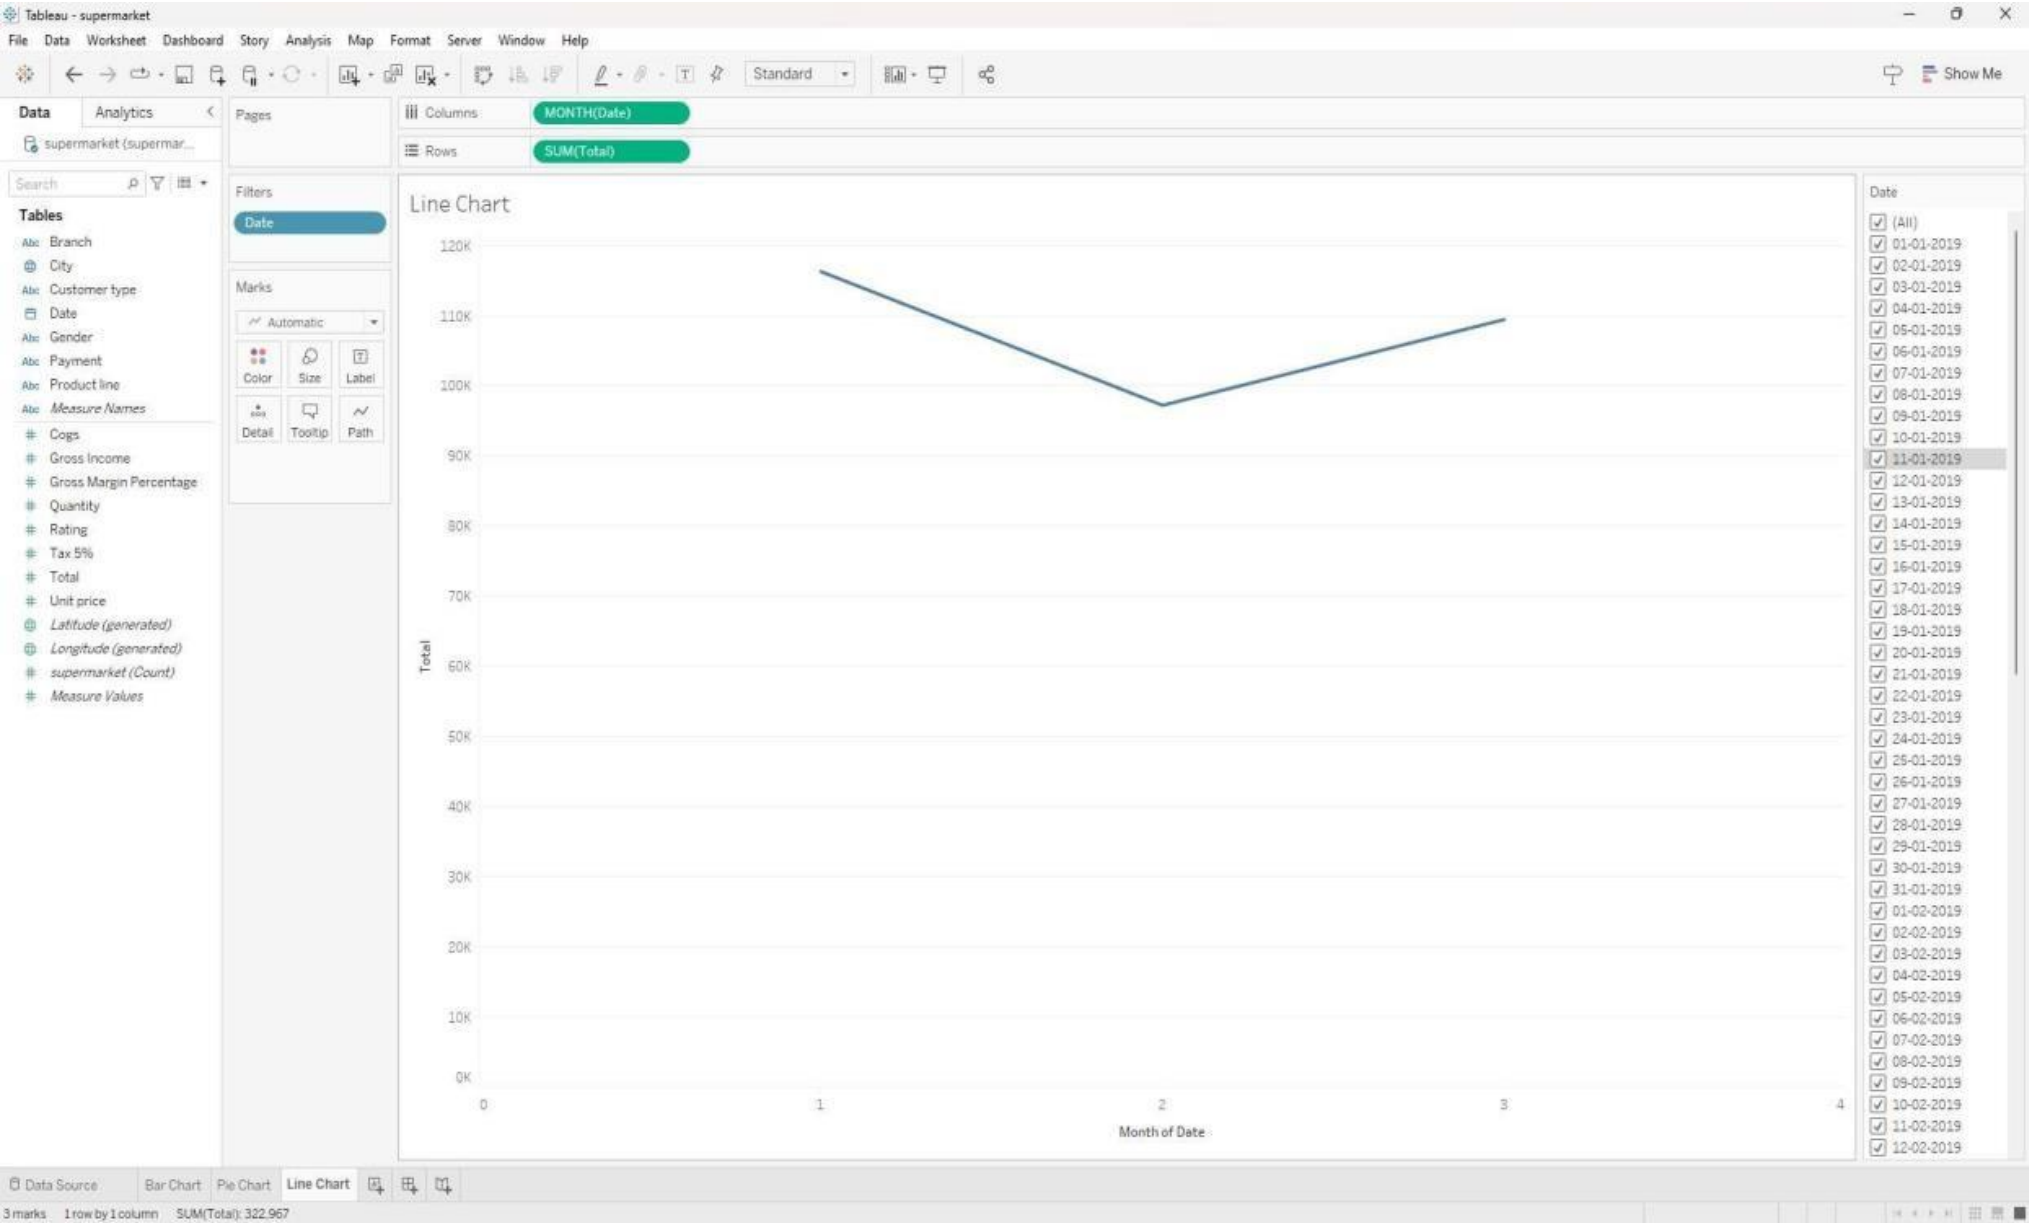 Tableau - supermarket
File Data Worksheet Dashboard Story Analysis Map Format Server Window Help
Standard
Show Me
Data Analytics
supermarket (supermar...
Search
Tables
Abc Branch
City
Abc Customer type
Date
Abc Gender
Abc Payment
Abc Product line
Abc Measure Names
# Cogs
# Gross Income
# Gross Margin Percentage
# Quantity
# Rating
# Tax 5%
# Total
# Unit price
Latitude (generated)
Longitude (generated)
# supermarket (Count)
# Measure Values
Pages
Filters
Date
Marks
Automatic
Color Size Label
Detail Tooltip Path
Columns MONTH(Date)
Rows SUM(Total)
Line Chart
120K
110K
100K
90K
80K
70K
60K
50K
40K
30K
20K
10K
0K
Total
0 1 2 3 4
Month of Date
Date
(All)
01-01-2019
02-01-2019
03-01-2019
04-01-2019
05-01-2019
06-01-2019
07-01-2019
08-01-2019
09-01-2019
10-01-2019
11-01-2019
12-01-2019
13-01-2019
14-01-2019
15-01-2019
16-01-2019
17-01-2019
18-01-2019
19-01-2019
20-01-2019
21-01-2019
22-01-2019
23-01-2019
24-01-2019
25-01-2019
26-01-2019
27-01-2019
28-01-2019
29-01-2019
30-01-2019
31-01-2019
01-02-2019
02-02-2019
03-02-2019
04-02-2019
05-02-2019
06-02-2019
07-02-2019
08-02-2019
09-02-2019
10-02-2019
11-02-2019
12-02-2019
Data Source Bar Chart Pie Chart Line Chart
3 marks 1 row by 1 column SUM(Total): 322,967